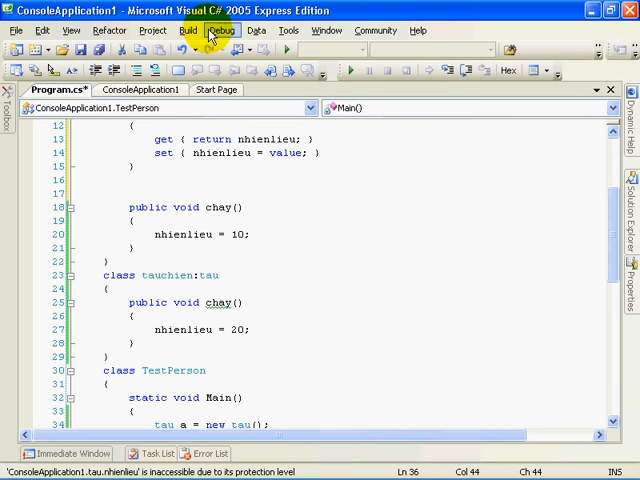 ConsoleApplication1 - Microsoft Visual C# 2005 Express Edition
File Edit View Refactor Project Build Debug Data Tools Window Community Help
Hex
Program.cs* ConsoleApplication1 Start Page
ConsoleApplication1.TestPerson Main()
12 {
13 get { return nhienlieu; }
14 set { nhienlieu = value; }
15 }
16
17
18 public void chay()
19 {
20 nhienlieu = 10;
21 }
22 }
23 class tauchien:tau
24 {
25 public void chay()
26 {
27 nhienlieu = 20;
28 }
29 }
30 class TestPerson
31 {
32 static void Main()
33 {
34 tau a = new tau();
Toolbox
Dynamic Help
Solution Explorer
Properties
Immediate Window Task List Error List
'ConsoleApplication1.tau.nhienlieu' is inaccessible due to its protection level Ln 36 Col 44 Ch 44 INS